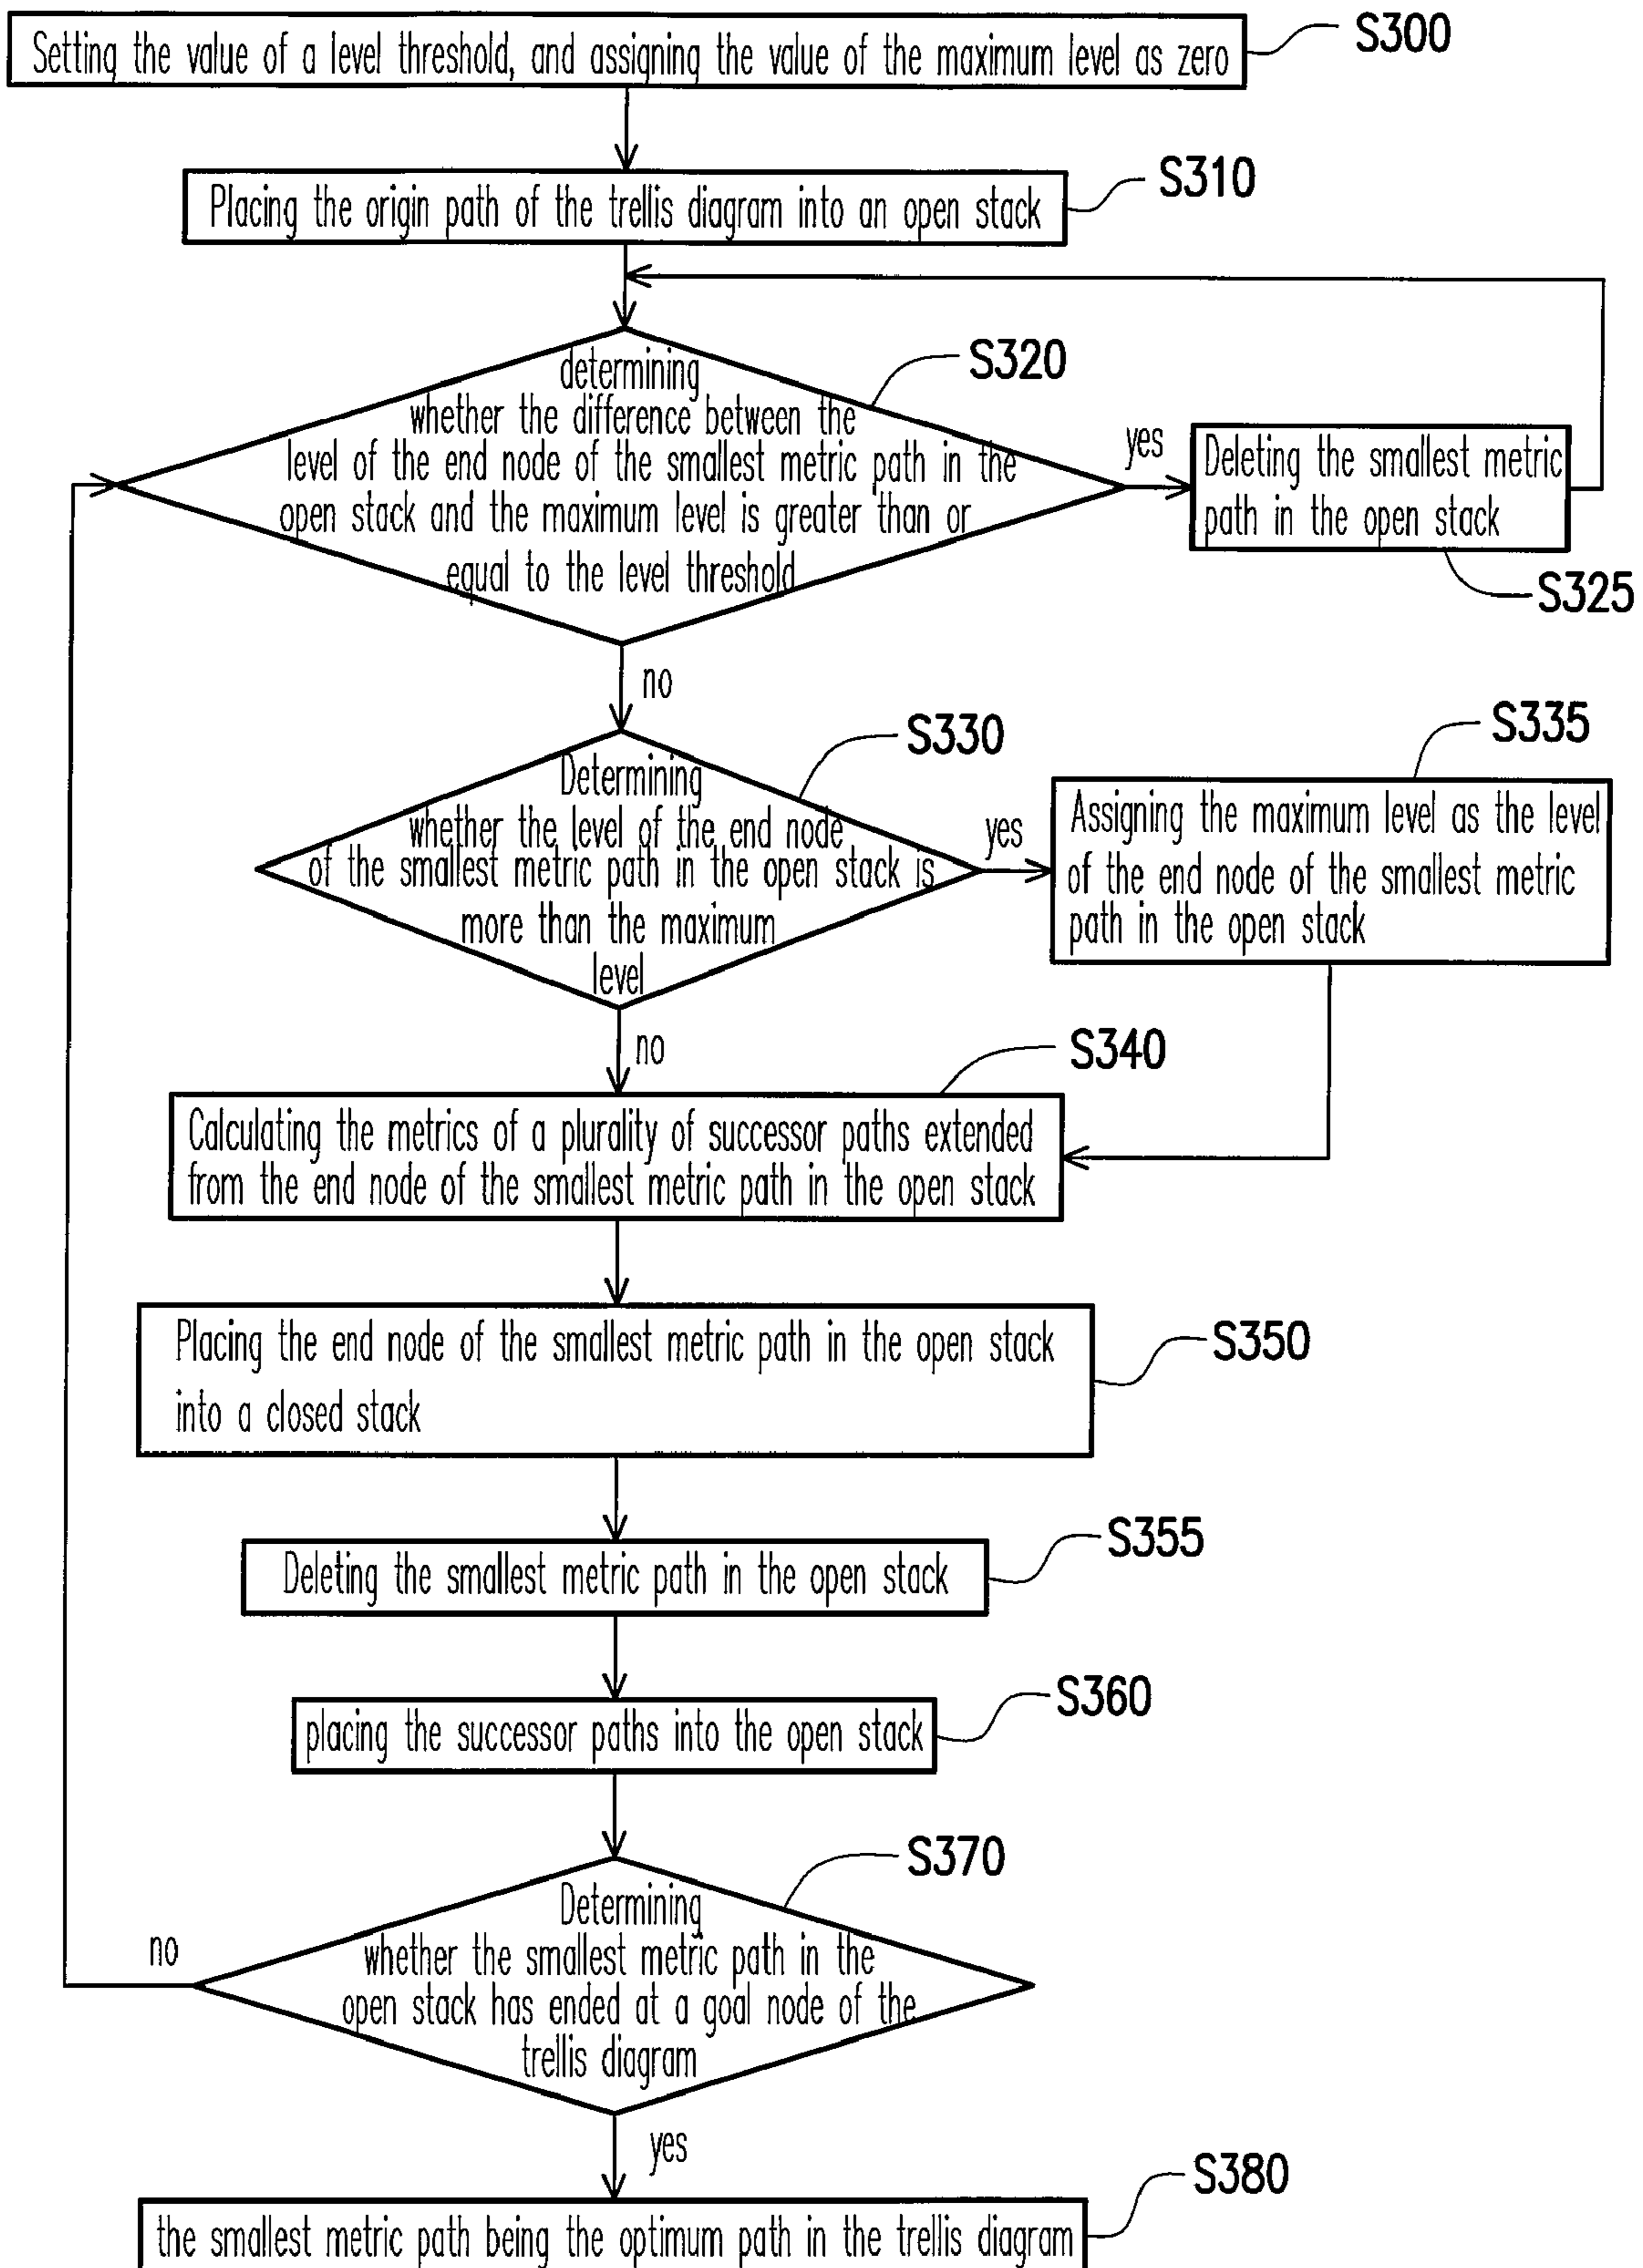 Setting the value of a level threshold, and assigning the value of the maximum level as zero
S300
Placing the origin path of the trellis diagram into an open stack
S310
determining
whether the difference between the
level of the end node of the smallest metric path in the
open stack and the maximum level is greater than or
equal to the level threshold
S320
yes
Deleting the smallest metric
path in the open stack
S325
no
Determining
whether the level of the end node
of the smallest metric path in the open stack is
more than the maximum
level
S330
yes
Assigning the maximum level as the level
of the end node of the smallest metric
path in the open stack
S335
no
Calculating the metrics of a plurality of successor paths extended
from the end node of the smallest metric path in the open stack
S340
Placing the end node of the smallest metric path in the open stack
into a closed stack
S350
Deleting the smallest metric path in the open stack
S355
placing the successor paths into the open stack
S360
Determining
whether the smallest metric path in the
open stack has ended at a goal node of the
trellis diagram
S370
no
yes
the smallest metric path being the optimum path in the trellis diagram
S380